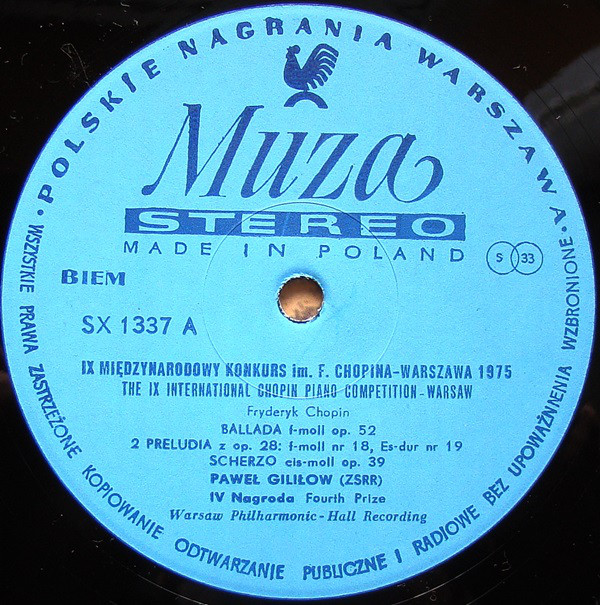 • POLSKIE NAGRANIA WARSZAWA •
Muza
STEREO
MADE IN POLAND
S 33
BIEM
SX 1337 A
IX MIĘDZYNARODOWY KONKURS im. F. CHOPINA-WARSZAWA 1975
THE IX INTERNATIONAL CHOPIN PIANO COMPETITION-WARSAW
Fryderyk Chopin
BALLADA f-moll op. 52
2 PRELUDIA z op. 28: f-moll nr 18, Es-dur nr 19
SCHERZO cis-moll op. 39
PAWEŁ GILIŁOW (ZSRR)
IV Nagroda Fourth Prize
Warsaw Philharmonic-Hall Recording
WSZYSTKIE PRAWA ZASTRZEŻONE KOPIOWANIE ODTWARZANIE PUBLICZNE I RADIOWE BEZ UPOWAŻNIENIA WZBRONIONE